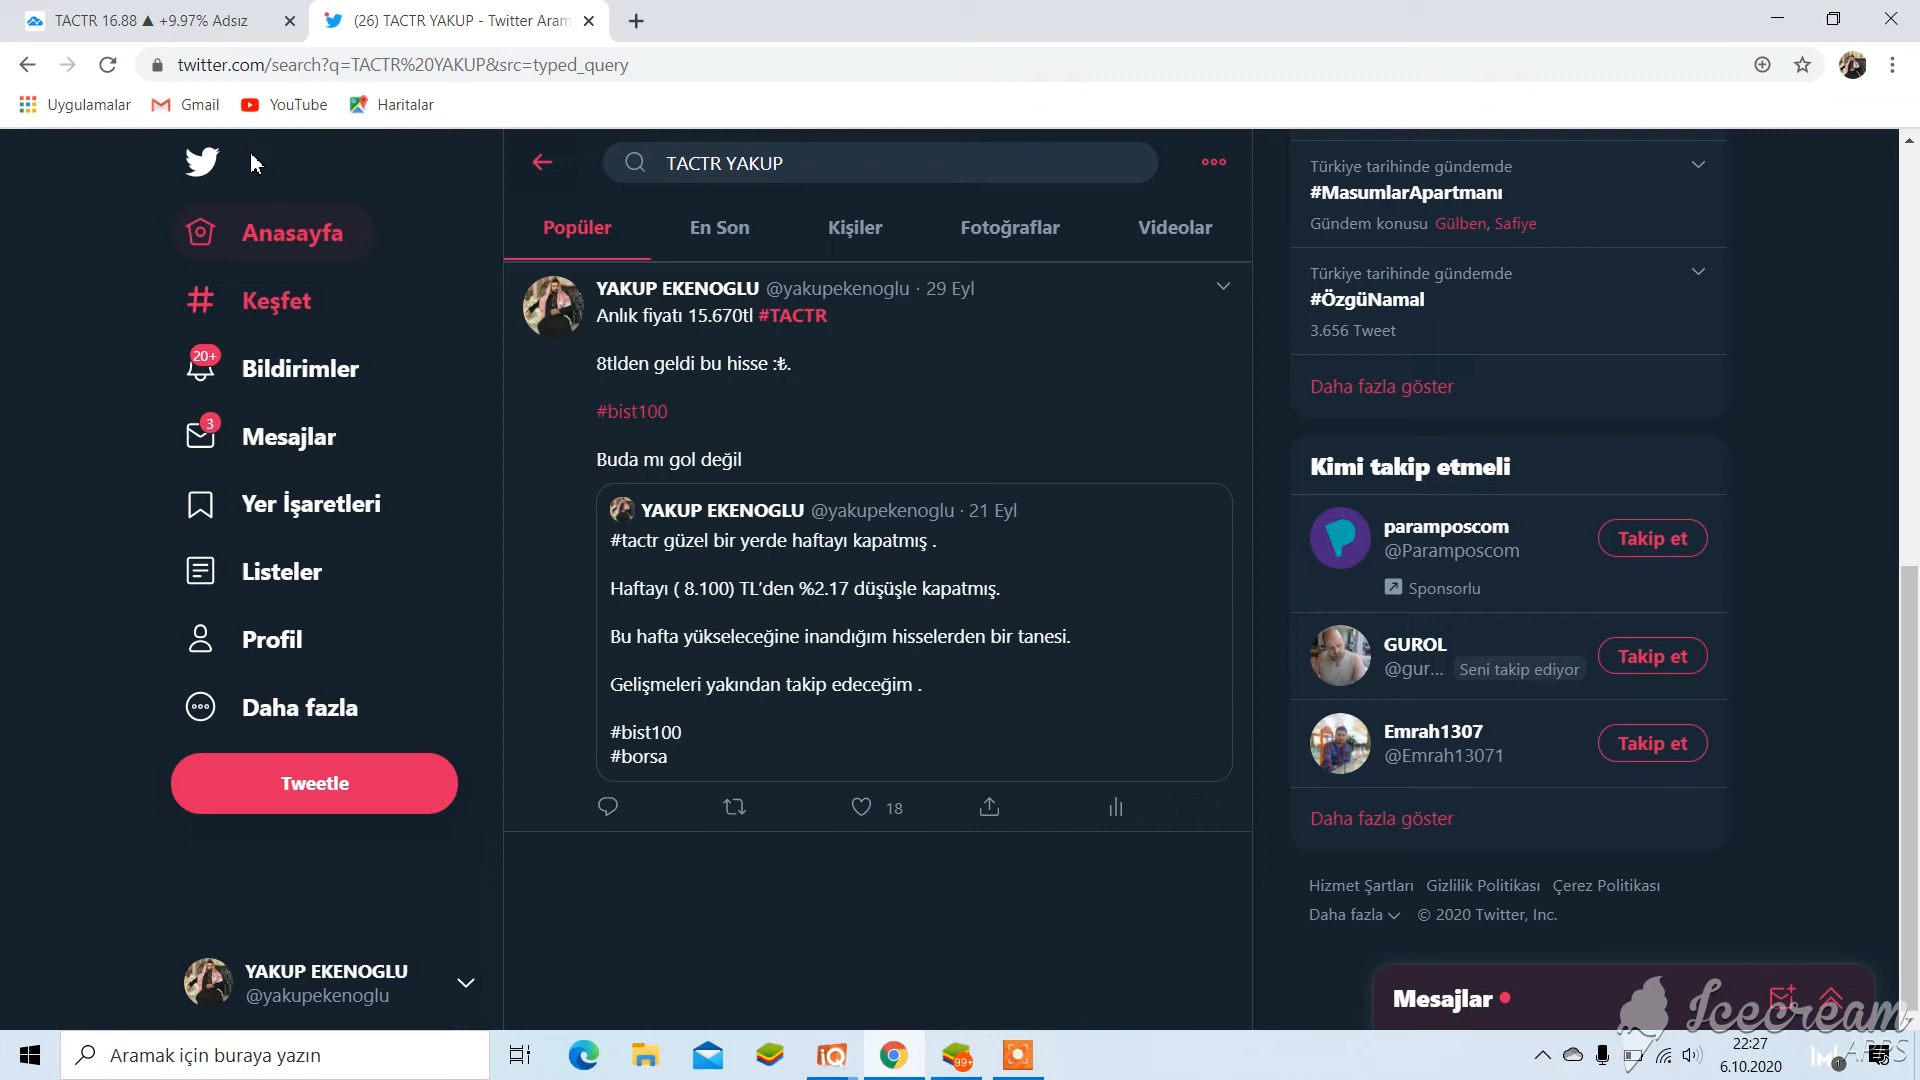 TACTR 16.88 ▲ +9.97% Adsız
(26) TACTR YAKUP - Twitter Aram
twitter.com/search?q=TACTR%20YAKUP&src=typed_query
Uygulamalar
Gmail
YouTube
Haritalar
Anasayfa
Keşfet
20+
Bildirimler
3
Mesajlar
Yer İşaretleri
Listeler
Profil
Daha fazla
Tweetle
YAKUP EKENOGLU
@yakupekenoglu
TACTR YAKUP
Popüler
En Son
Kişiler
Fotoğraflar
Videolar
YAKUP EKENOGLU @yakupekenoglu · 29 Eyl
Anlık fiyatı 15.670tl #TACTR
8tlden geldi bu hisse :₺.
#bist100
Buda mı gol değil
YAKUP EKENOGLU @yakupekenoglu · 21 Eyl
#tactr güzel bir yerde haftayı kapatmış .
Haftayı ( 8.100) TL’den %2.17 düşüşle kapatmış.
Bu hafta yükseleceğine inandığım hisselerden bir tanesi.
Gelişmeleri yakından takip edeceğim .
#bist100
#borsa
18
Türkiye tarihinde gündemde
#MasumlarApartmanı
Gündem konusu Gülben, Safiye
Türkiye tarihinde gündemde
#ÖzgüNamal
3.656 Tweet
Daha fazla göster
Kimi takip etmeli
paramposcom
@Paramposcom
Takip et
Sponsorlu
GUROL
@gur... Seni takip ediyor
Takip et
Emrah1307
@Emrah13071
Takip et
Daha fazla göster
Hizmet Şartları Gizlilik Politikası Çerez Politikası
Daha fazla © 2020 Twitter, Inc.
Mesajlar
Icecream
APPS
Aramak için buraya yazın
iQ
99+
22:27
6.10.2020
1